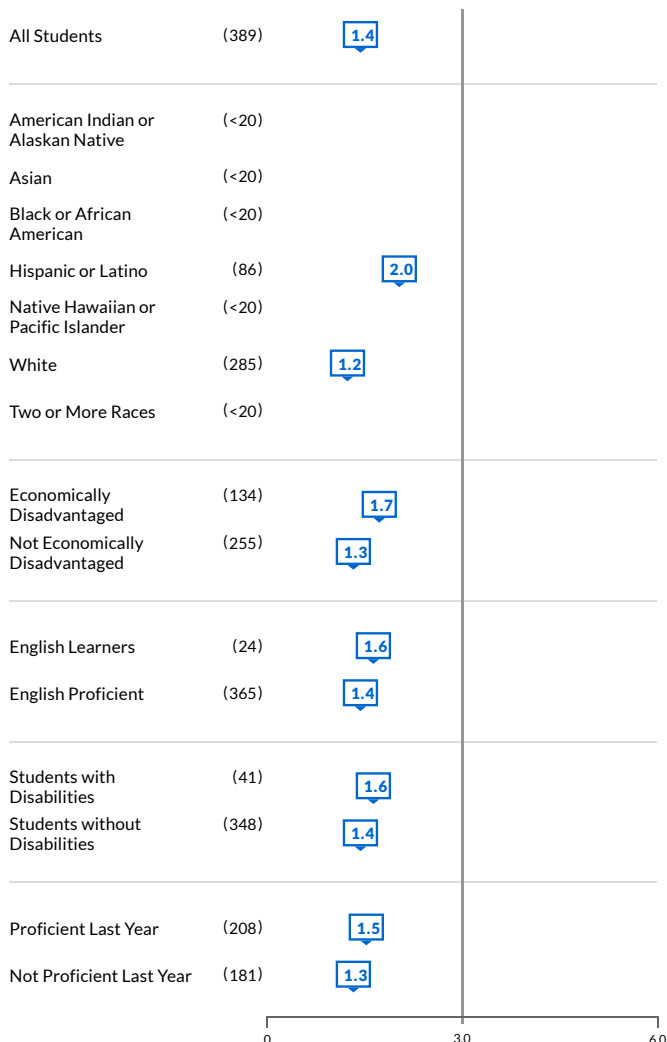 All Students (389) 1.4
American Indian or
Alaskan Native (<20)
Asian (<20)
Black or African
American (<20)
Hispanic or Latino (86) 2.0
Native Hawaiian or
Pacific Islander (<20)
White (285) 1.2
Two or More Races (<20)
Economically
Disadvantaged (134) 1.7
Not Economically
Disadvantaged (255) 1.3
English Learners (24) 1.6
English Proficient (365) 1.4
Students with
Disabilities (41) 1.6
Students without
Disabilities (348) 1.4
Proficient Last Year (208) 1.5
Not Proficient Last Year (181) 1.3
0 3.0 6.0